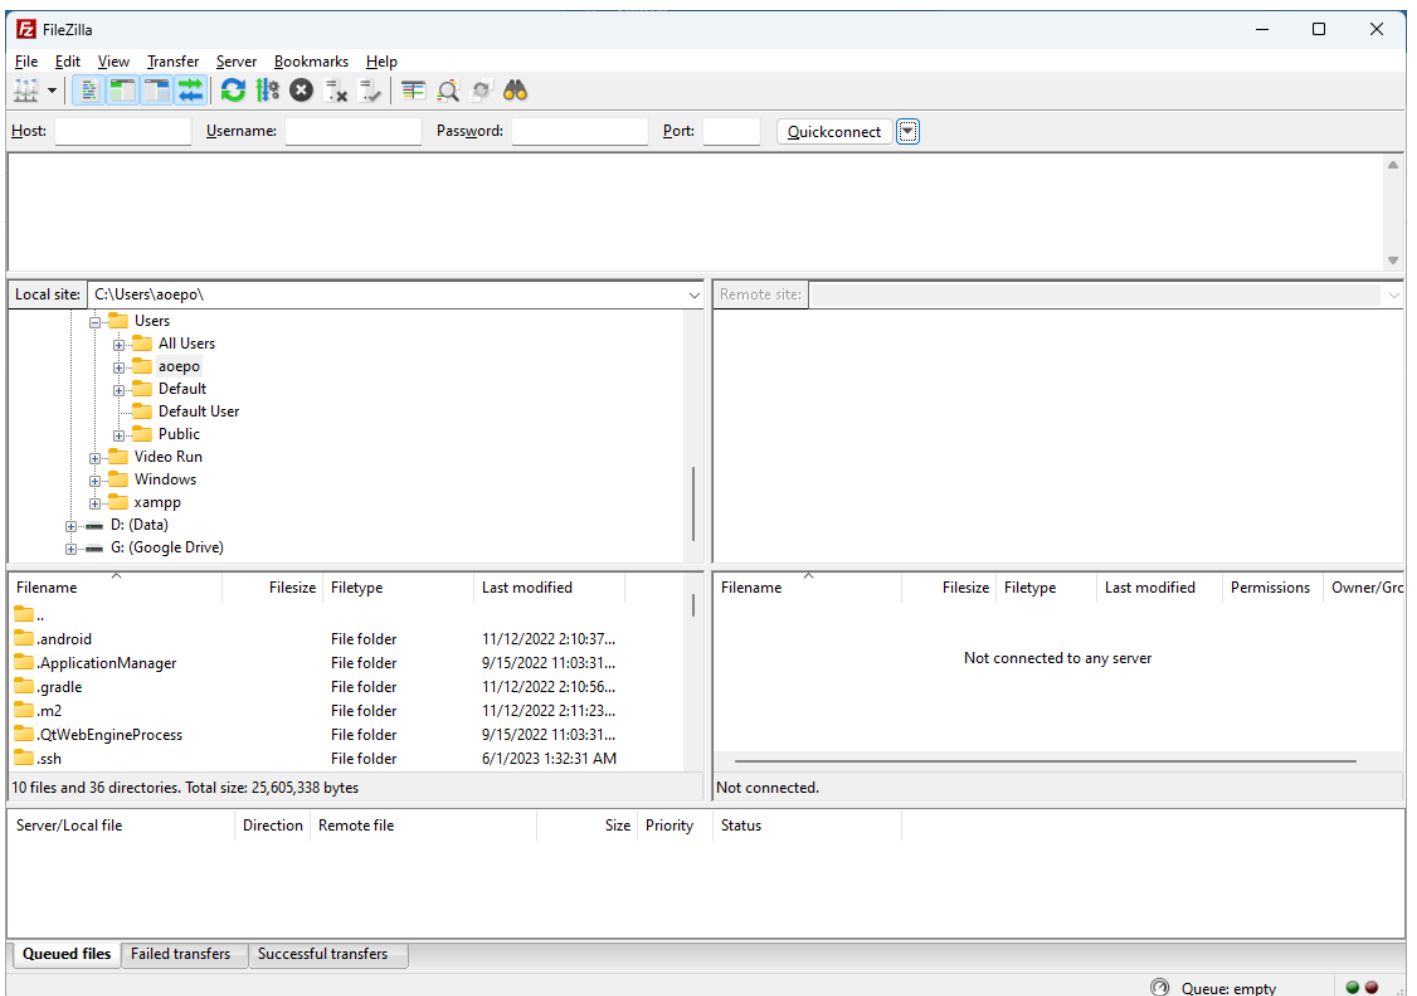 FileZilla
File Edit View Transfer Server Bookmarks Help
Host: Username: Password: Port: Quickconnect
Local site: C:\Users\aoepo\
Remote site:
Users
All Users
aoepo
Default
Default User
Public
Video Run
Windows
xampp
D: (Data)
G: (Google Drive)
Filename Filesize Filetype Last modified
..
.android File folder 11/12/2022 2:10:37...
.ApplicationManager File folder 9/15/2022 11:03:31...
.gradle File folder 11/12/2022 2:10:56...
.m2 File folder 11/12/2022 2:11:23...
.QtWebEngineProcess File folder 9/15/2022 11:03:31...
.ssh File folder 6/1/2023 1:32:31 AM
10 files and 36 directories. Total size: 25,605,338 bytes
Filename Filesize Filetype Last modified Permissions Owner/Gro
Not connected to any server
Not connected.
Server/Local file Direction Remote file Size Priority Status
Queued files Failed transfers Successful transfers
Queue: empty